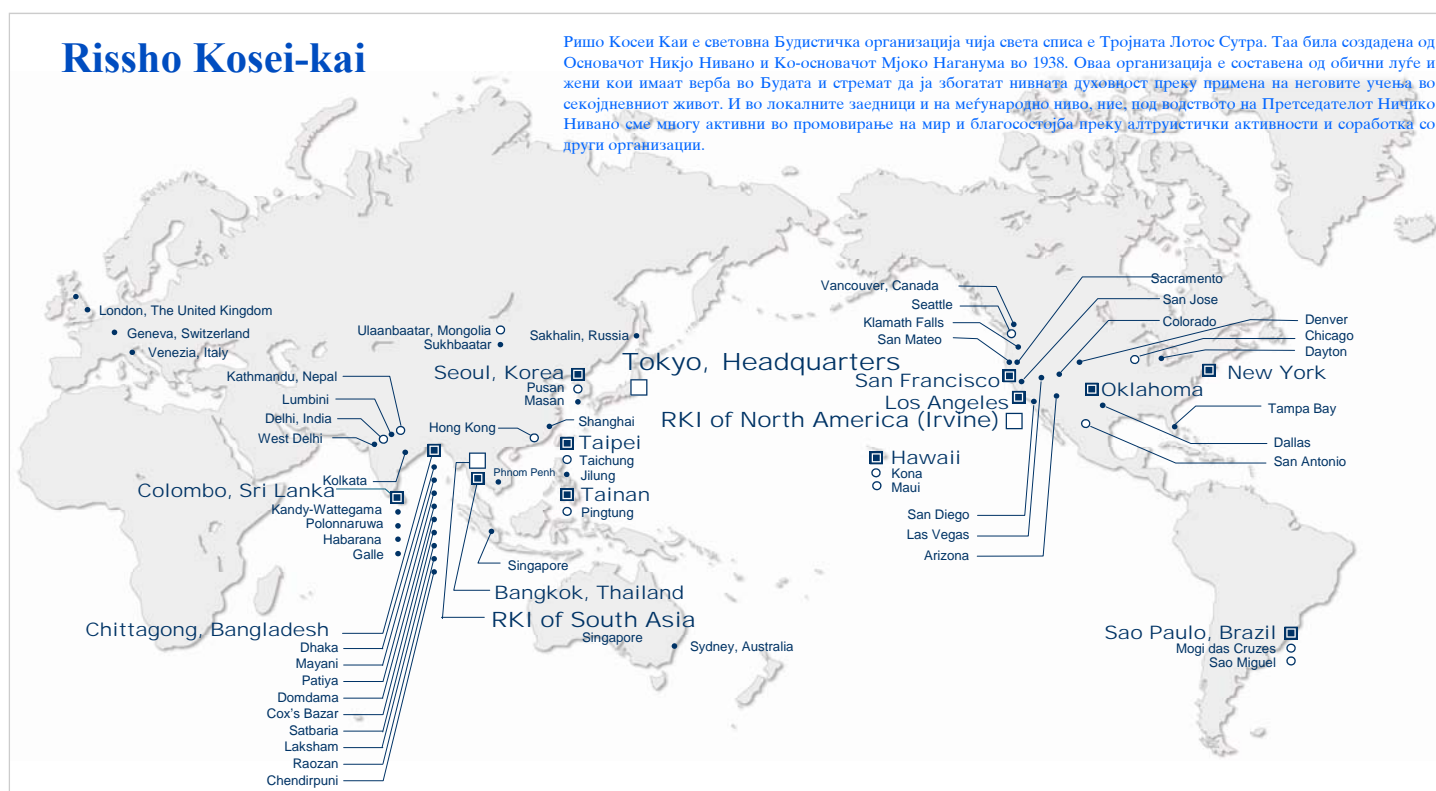 Rissho Kosei-kai
Ришо Косеи Каи е световна Будистичка организација чија света списа е Тројната Лотос Сутра. Таа била создадена од
Основачот Никјо Нивано и Ко-основачот Мјоко Наганума во 1938. Оваа организација е составена од обични луѓе и
жени кои имаат верба во Будата и стремат да ја збогатат нивната духовност преку примена на неговите учења во
секојдневниот живот. И во локалните заедници и на меѓународно ниво, ние, под водството на Претседателот Ничико
Нивано сме многу активни во промовирање на мир и благосостојба преку алтруистички активности и соработка со
други организации.
London, The United Kingdom
Geneva, Switzerland
Venezia, Italy
Ulaanbaatar, Mongolia
Sukhbaatar
Sakhalin, Russia
Tokyo, Headquarters
Seoul, Korea
Pusan
Masan
Kathmandu, Nepal
Lumbini
Delhi, India
West Delhi
Hong Kong
Shanghai
Taipei
Taichung
Jilung
Tainan
Pingtung
Phnom Penh
Kolkata
Colombo, Sri Lanka
Kandy-Wattegama
Polonnaruwa
Habarana
Galle
Singapore
Bangkok, Thailand
RKI of South Asia
Singapore
Sydney, Australia
Chittagong, Bangladesh
Dhaka
Mayani
Patiya
Domdama
Cox's Bazar
Satbaria
Laksham
Raozan
Chendirpuni
Vancouver, Canada
Seattle
Klamath Falls
San Mateo
San Francisco
Los Angeles
RKI of North America (Irvine)
Hawaii
Kona
Maui
San Diego
Las Vegas
Arizona
Sacramento
San Jose
Colorado
Denver
Chicago
Dayton
New York
Oklahoma
Tampa Bay
Dallas
San Antonio
Sao Paulo, Brazil
Mogi das Cruzes
Sao Miguel